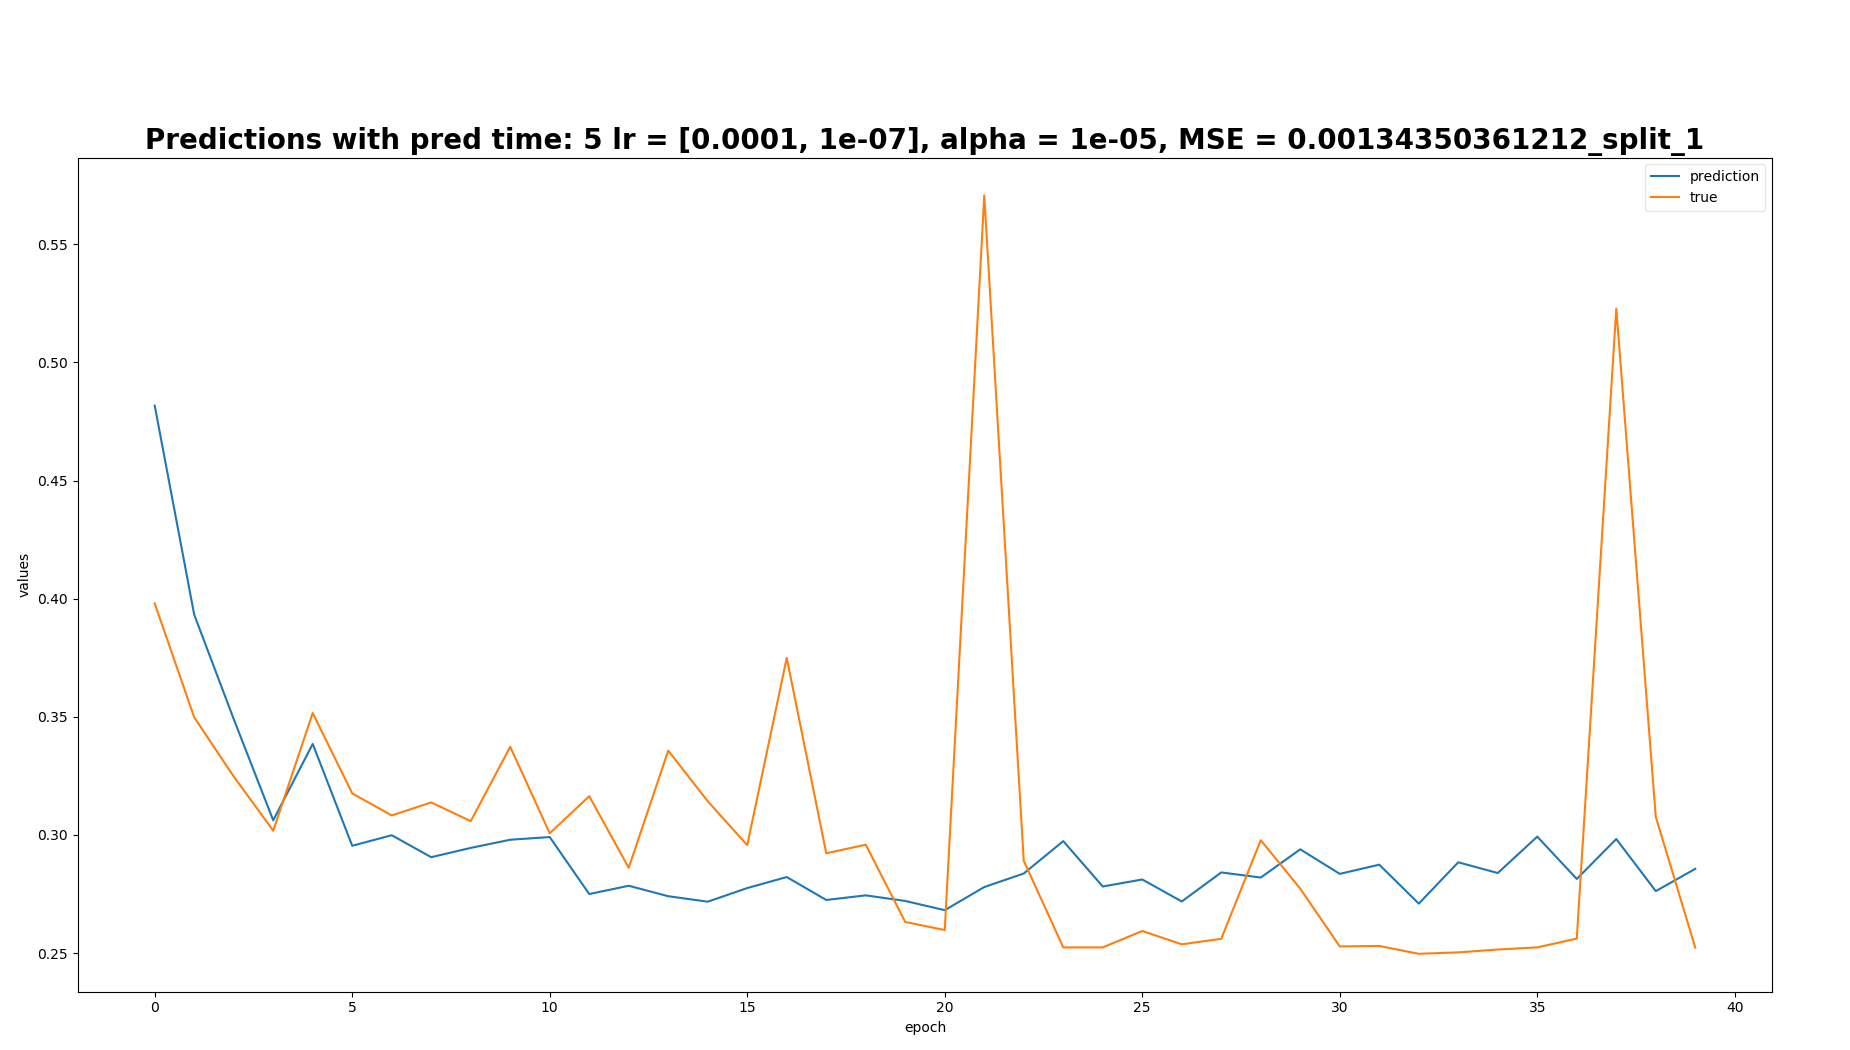 Predictions with pred time: 5 lr = [0.0001, 1e-07], alpha = 1e-05, MSE = 0.00134350361212_split_1
prediction
true
0.55
0.50
0.45
0.40
0.35
0.30
0.25
values
0 5 10 15 20 25 30 35 40
epoch